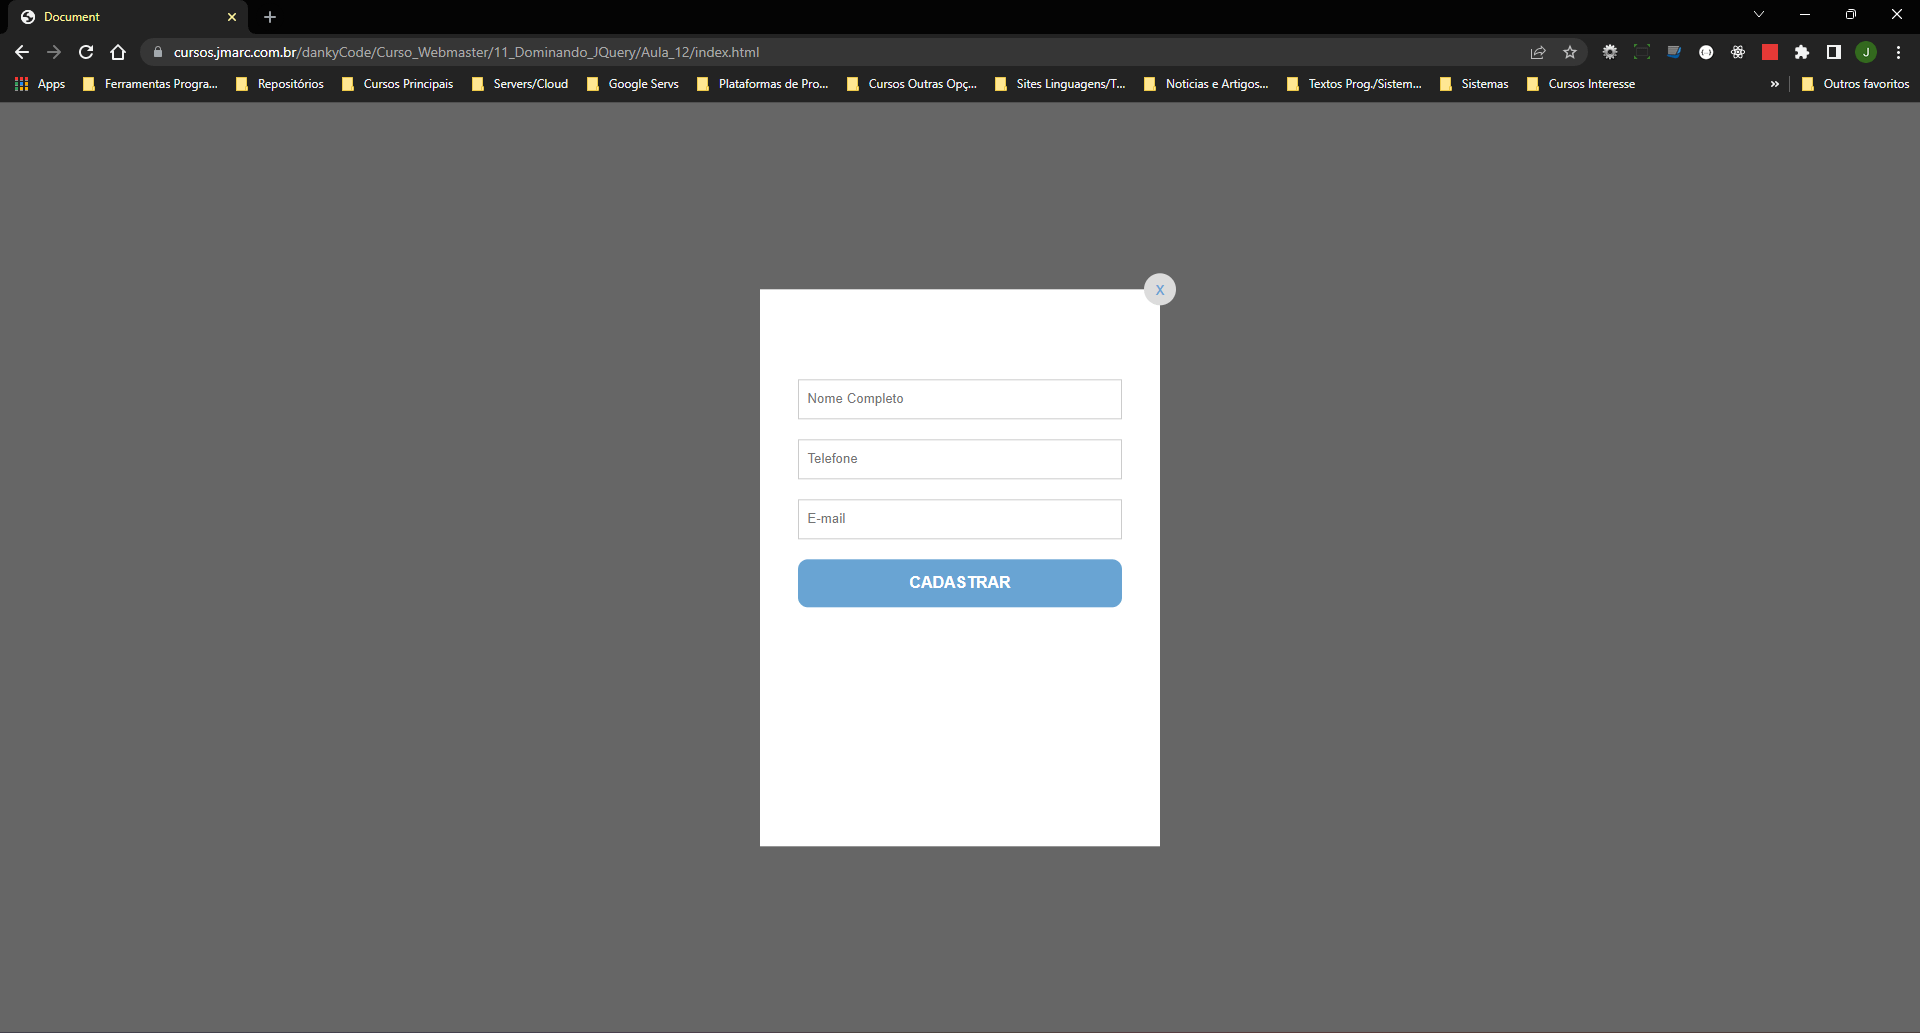 Document
cursos.jmarc.com.br/dankyCode/Curso_Webmaster/11_Dominando_JQuery/Aula_12/index.html
J
Apps Ferramentas Progra... Repositórios Cursos Principais Servers/Cloud Google Servs Plataformas de Pro... Cursos Outras Opç... Sites Linguagens/T... Noticias e Artigos... Textos Prog./Sistem... Sistemas Cursos Interesse » Outros favoritos
X
Nome Completo
Telefone
E-mail
CADASTRAR